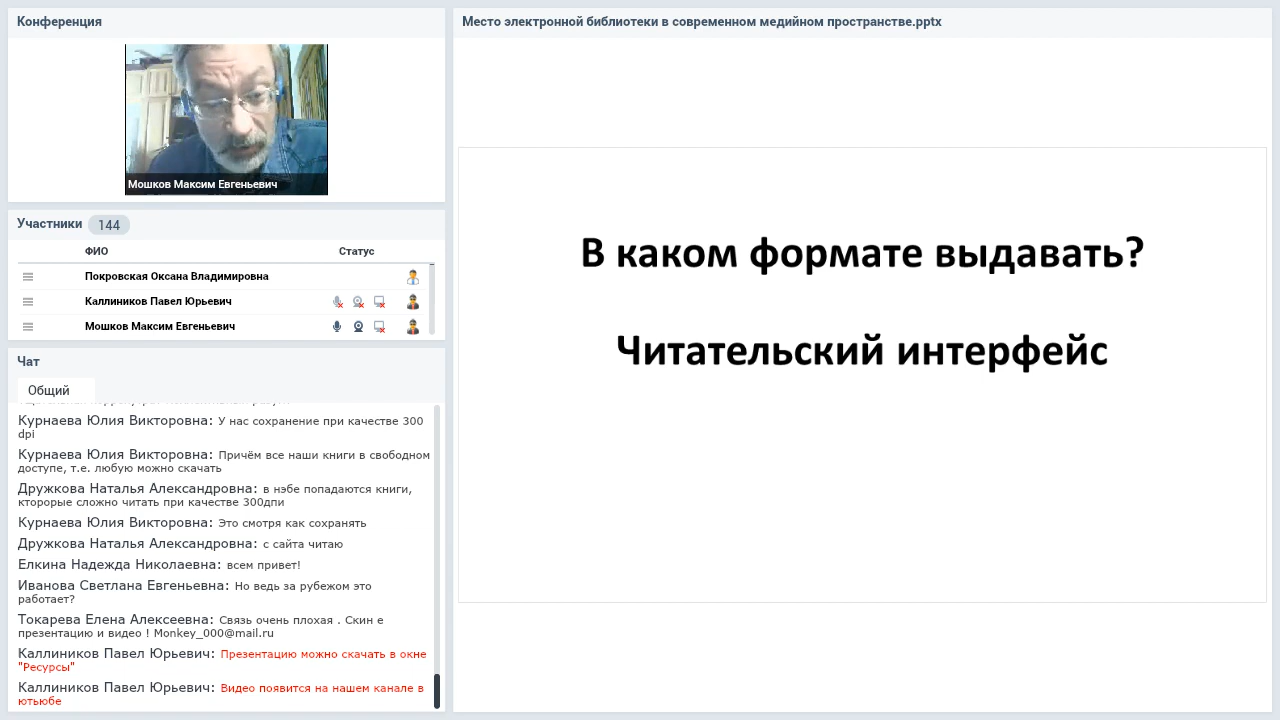 Конференция
Мошков Максим Евгеньевич
Участники 144
ФИО Статус
Покровская Оксана Владимировна
Каллиников Павел Юрьевич
Мошков Максим Евгеньевич
Чат
Общий
Курнаева Юлия Викторовна: У нас сохранение при качестве 300
dpi
Курнаева Юлия Викторовна: Причём все наши книги в свободном
доступе, т.е. любую можно скачать
Дружкова Наталья Александровна: в нэбе попадаются книги,
кторорые сложно читать при качестве 300дпи
Курнаева Юлия Викторовна: Это смотря как сохранять
Дружкова Наталья Александровна: с сайта читаю
Елкина Надежда Николаевна: всем привет!
Иванова Светлана Евгеньевна: Но ведь за рубежом это
работает?
Токарева Елена Алексеевна: Связь очень плохая . Скин е
презентацию и видео ! Monkey_000@mail.ru
Каллиников Павел Юрьевич: Презентацию можно скачать в окне
"Ресурсы"
Каллиников Павел Юрьевич: Видео появится на нашем канале в
ютьюбе
Место электронной библиотеки в современном медийном пространстве.pptx
В каком формате выдавать?
Читательский интерфейс